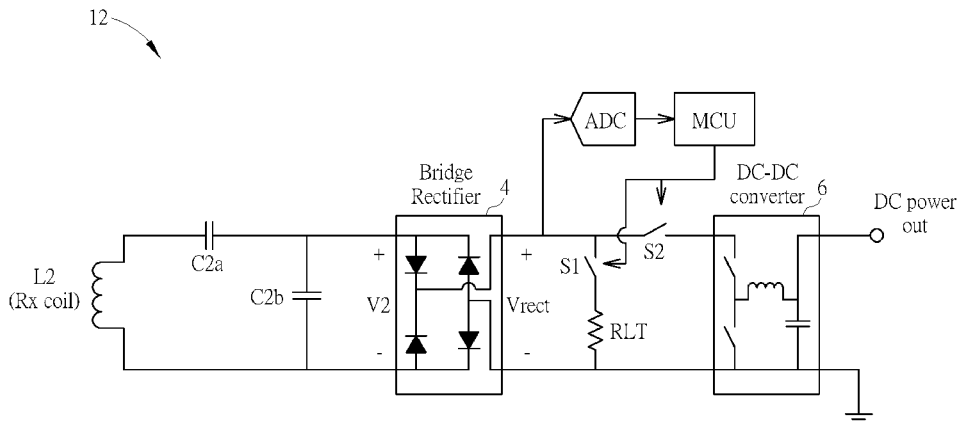 12
ADC
MCU
Bridge
Rectifier
4
DC-DC
converter
6
DC power
out
C2a
L2
(Rx coil)
C2b
+
V2
-
+
Vrect
-
S1
S2
RLT